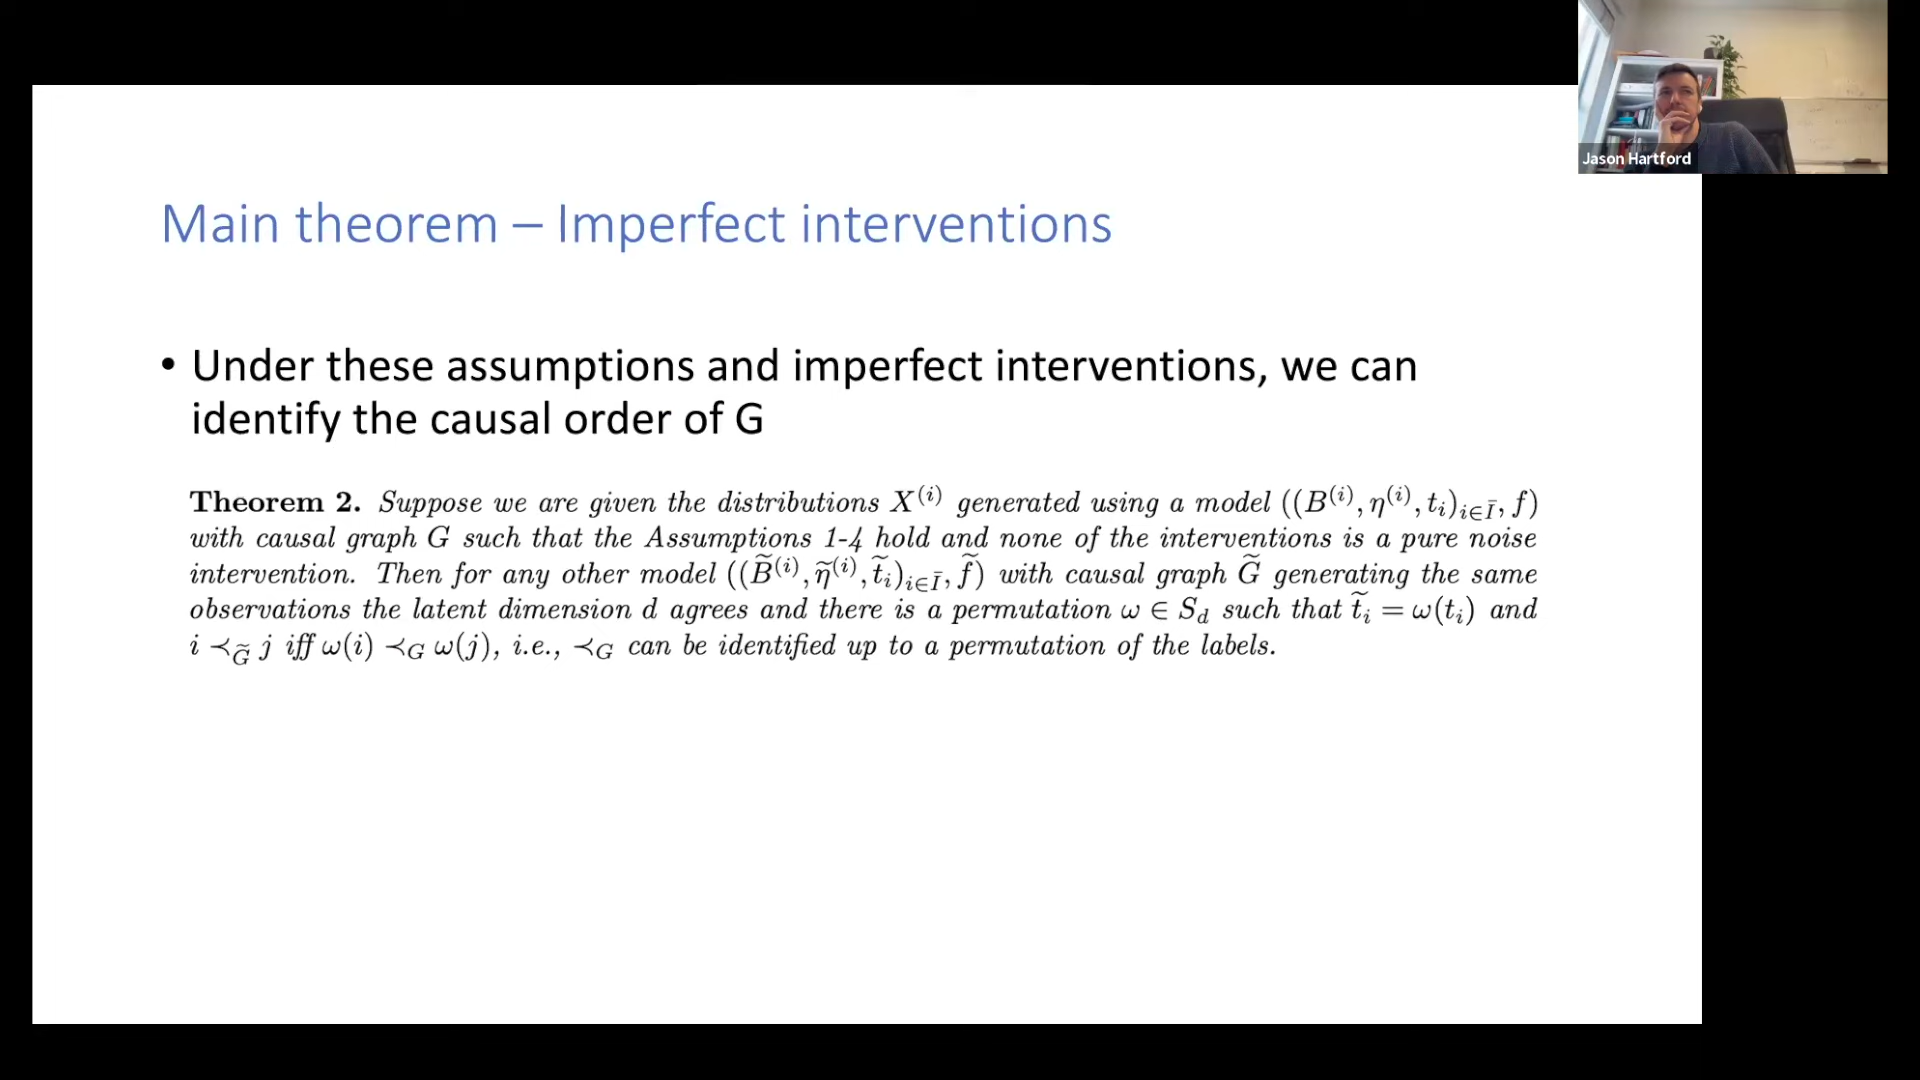 Jason Hartford
Main theorem – Imperfect interventions
• Under these assumptions and imperfect interventions, we can
identify the causal order of G
Theorem 2. Suppose we are given the distributions X^{(i)} generated using a model ((B^{(i)}, η^{(i)}, t_i)_{i∈Ī}, f)
with causal graph G such that the Assumptions 1-4 hold and none of the interventions is a pure noise
intervention. Then for any other model ((B̃^{(i)}, η̃^{(i)}, t̃_i)_{i∈Ī}, f̃) with causal graph G̃ generating the same
observations the latent dimension d agrees and there is a permutation ω ∈ S_d such that t̃_i = ω(t_i) and
i ≺_{G̃} j iff ω(i) ≺_G ω(j), i.e., ≺_G can be identified up to a permutation of the labels.